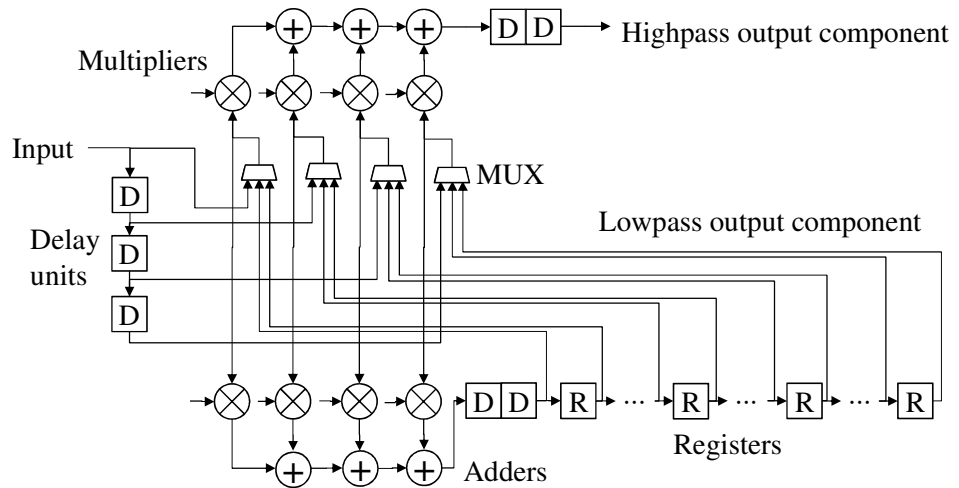 + + + D D Highpass output component
Multipliers
Input
MUX
D
Lowpass output component
Delay
units
D
D
D D R ... R ... R ... R
Registers
+ + + Adders